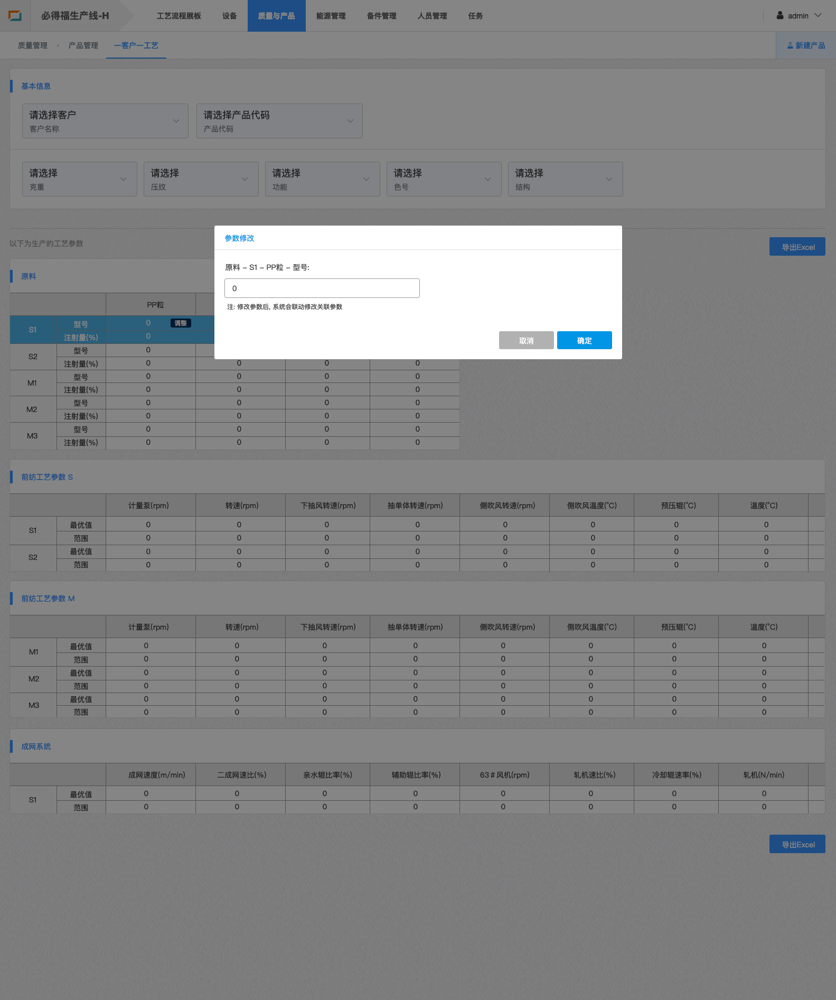 必得福生产线-H 工艺流程展板 设备 质量与产品 能源管理 备件管理 人员管理 任务 admin
质量管理 产品管理 一客户一工艺 新建产品
基本信息
请选择客户 请选择产品代码
客户名称 产品代码
请选择 请选择 请选择 请选择 请选择
克重 压纹 功能 色号 结构
参数修改
以下为生产的工艺参数 导出Excel
原料 – S1 – PP粒 – 型号:
原料
0
PP粒 注: 修改参数后, 系统会联动修改关联参数
S1 型号 0 调整
注射量(%) 0
取消 确定
S2 型号 0
注射量(%) 0 0 0 0
M1 型号 0 0 0 0
注射量(%) 0 0 0 0
M2 型号 0 0 0 0
注射量(%) 0 0 0 0
M3 型号 0 0 0 0
注射量(%) 0 0 0 0
前纺工艺参数 S
计量泵(rpm) 转速(rpm) 下抽风转速(rpm) 抽单体转速(rpm) 侧吹风转速(rpm) 侧吹风温度(°C) 预压辊(°C) 温度(°C)
S1 最优值 0 0 0 0 0 0 0 0
范围 0 0 0 0 0 0 0 0
S2 最优值 0 0 0 0 0 0 0 0
范围 0 0 0 0 0 0 0 0
前纺工艺参数 M
计量泵(rpm) 转速(rpm) 下抽风转速(rpm) 抽单体转速(rpm) 侧吹风转速(rpm) 侧吹风温度(°C) 预压辊(°C) 温度(°C)
M1 最优值 0 0 0 0 0 0 0 0
范围 0 0 0 0 0 0 0 0
M2 最优值 0 0 0 0 0 0 0 0
范围 0 0 0 0 0 0 0 0
M3 最优值 0 0 0 0 0 0 0 0
范围 0 0 0 0 0 0 0 0
成网系统
成网速度(m/min) 二成网速比(%) 亲水辊比率(%) 辅助辊比率(%) 63＃风机(rpm) 轧机速比(%) 冷却辊速率(%) 轧机(N/min)
S1 最优值 0 0 0 0 0 0 0 0
范围 0 0 0 0 0 0 0 0
导出Excel